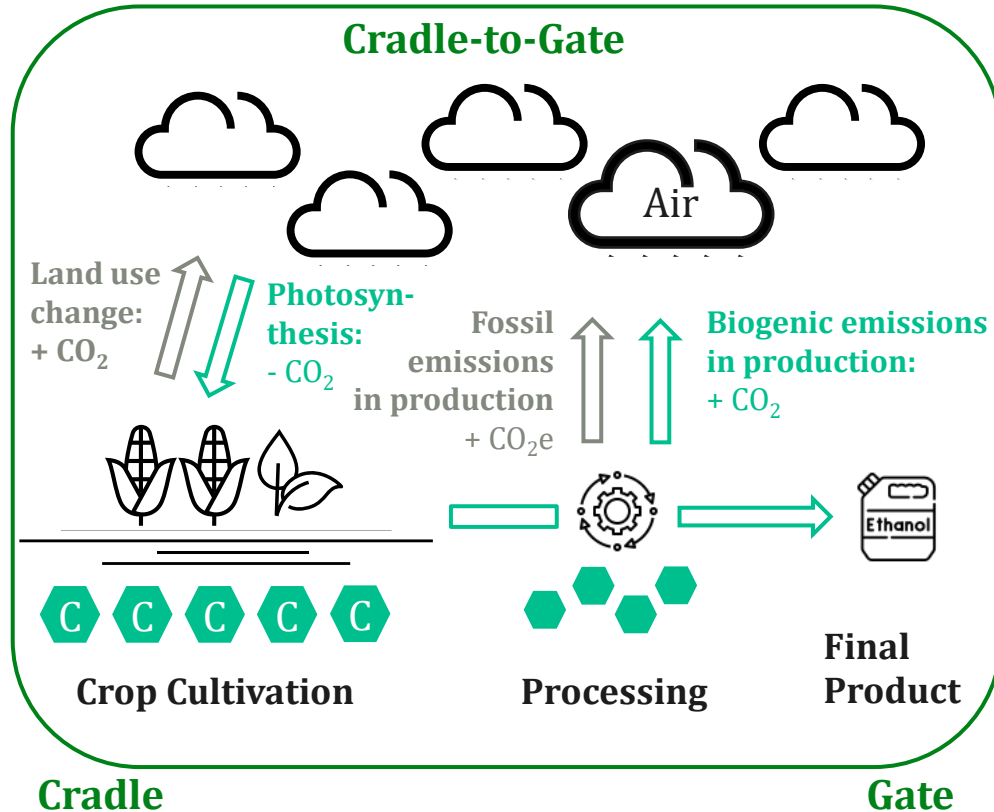 Cradle-to-Gate
Air
Land use
change:
+ CO₂
Photosyn-
thesis:
- CO₂
Fossil
emissions
in production
+ CO₂e
Biogenic emissions
in production:
+ CO₂
Ethanol
C C C C C
Crop Cultivation
Processing
Final
Product
Cradle
Gate